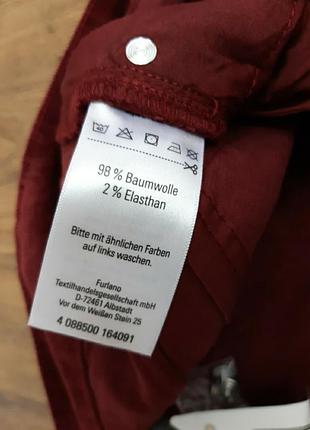 98 % Baumwolle
2 % Elasthan
Bitte mit ähnlichen Farben
auf links waschen.
Furlano
Textilhandelsgesellschaft mbH
D-72461 Albstadt
Vor dem Weißen Stein 25
4 088500 164091